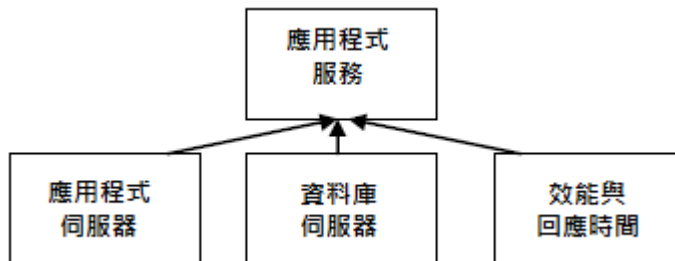 應用程式
服務
應用程式
伺服器
資料庫
伺服器
效能與
回應時間